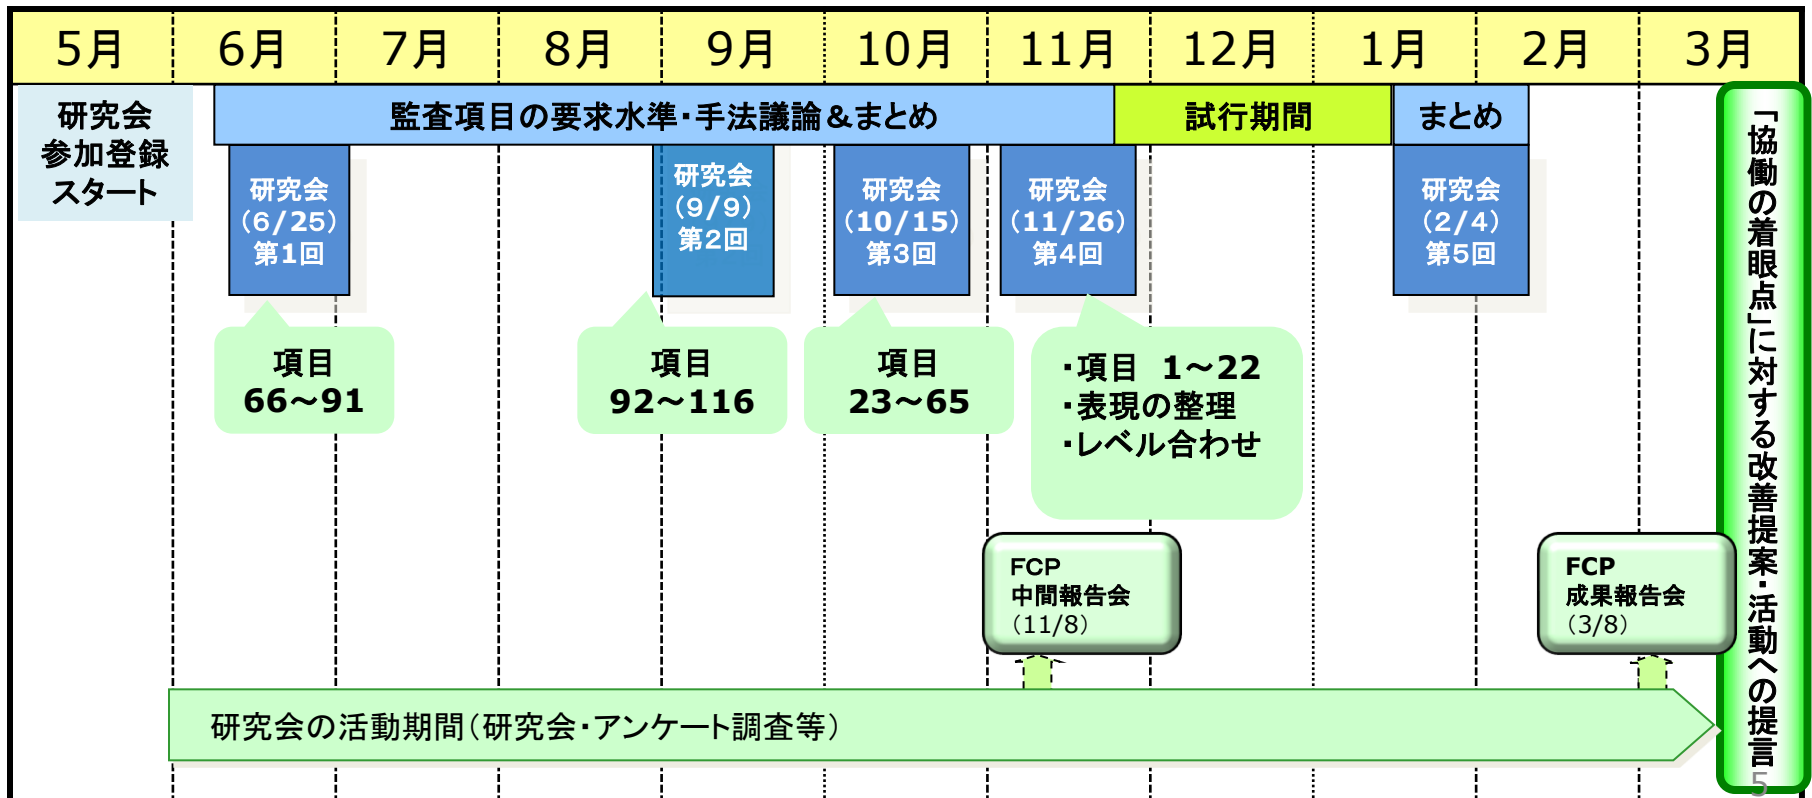 5月 6月 7月 8月 9月 10月 11月 12月 1月 2月 3月
研究会
参加登録
スタート
監査項目の要求水準・手法議論＆まとめ
試行期間
まとめ
研究会
（６/25）
第1回
研究会
（９/９）
第２回
研究会
（10/15）
第３回
研究会
（11/26）
第４回
研究会
（２/４）
第５回
項目
66～91
項目
92～116
項目
23～65
・項目　1～22
・表現の整理
・レベル合わせ
ＦＣＰ
中間報告会
（11/8）
FCP
成果報告会
（3/8）
研究会の活動期間（研究会・アンケート調査等）
「協働の着眼点」に対する改善提案・活動への提言
5